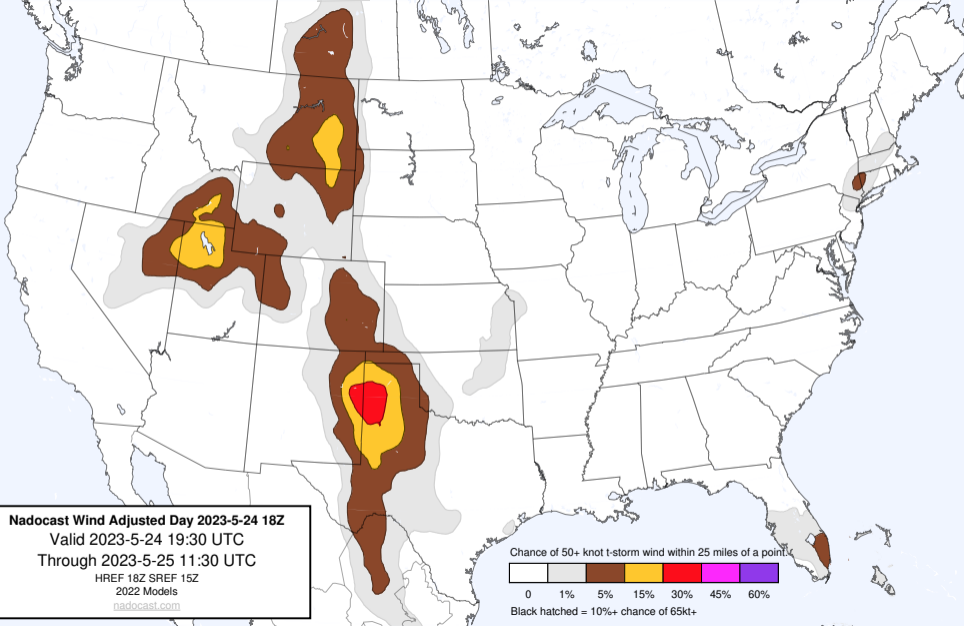 Nadocast Wind Adjusted Day 2023-5-24 18Z
Valid 2023-5-24 19:30 UTC
Through 2023-5-25 11:30 UTC
HREF 18Z SREF 15Z
2022 Models
nadocast.com
Chance of 50+ knot t-storm wind within 25 miles of a point.
0 1% 5% 15% 30% 45% 60%
Black hatched = 10%+ chance of 65kt+